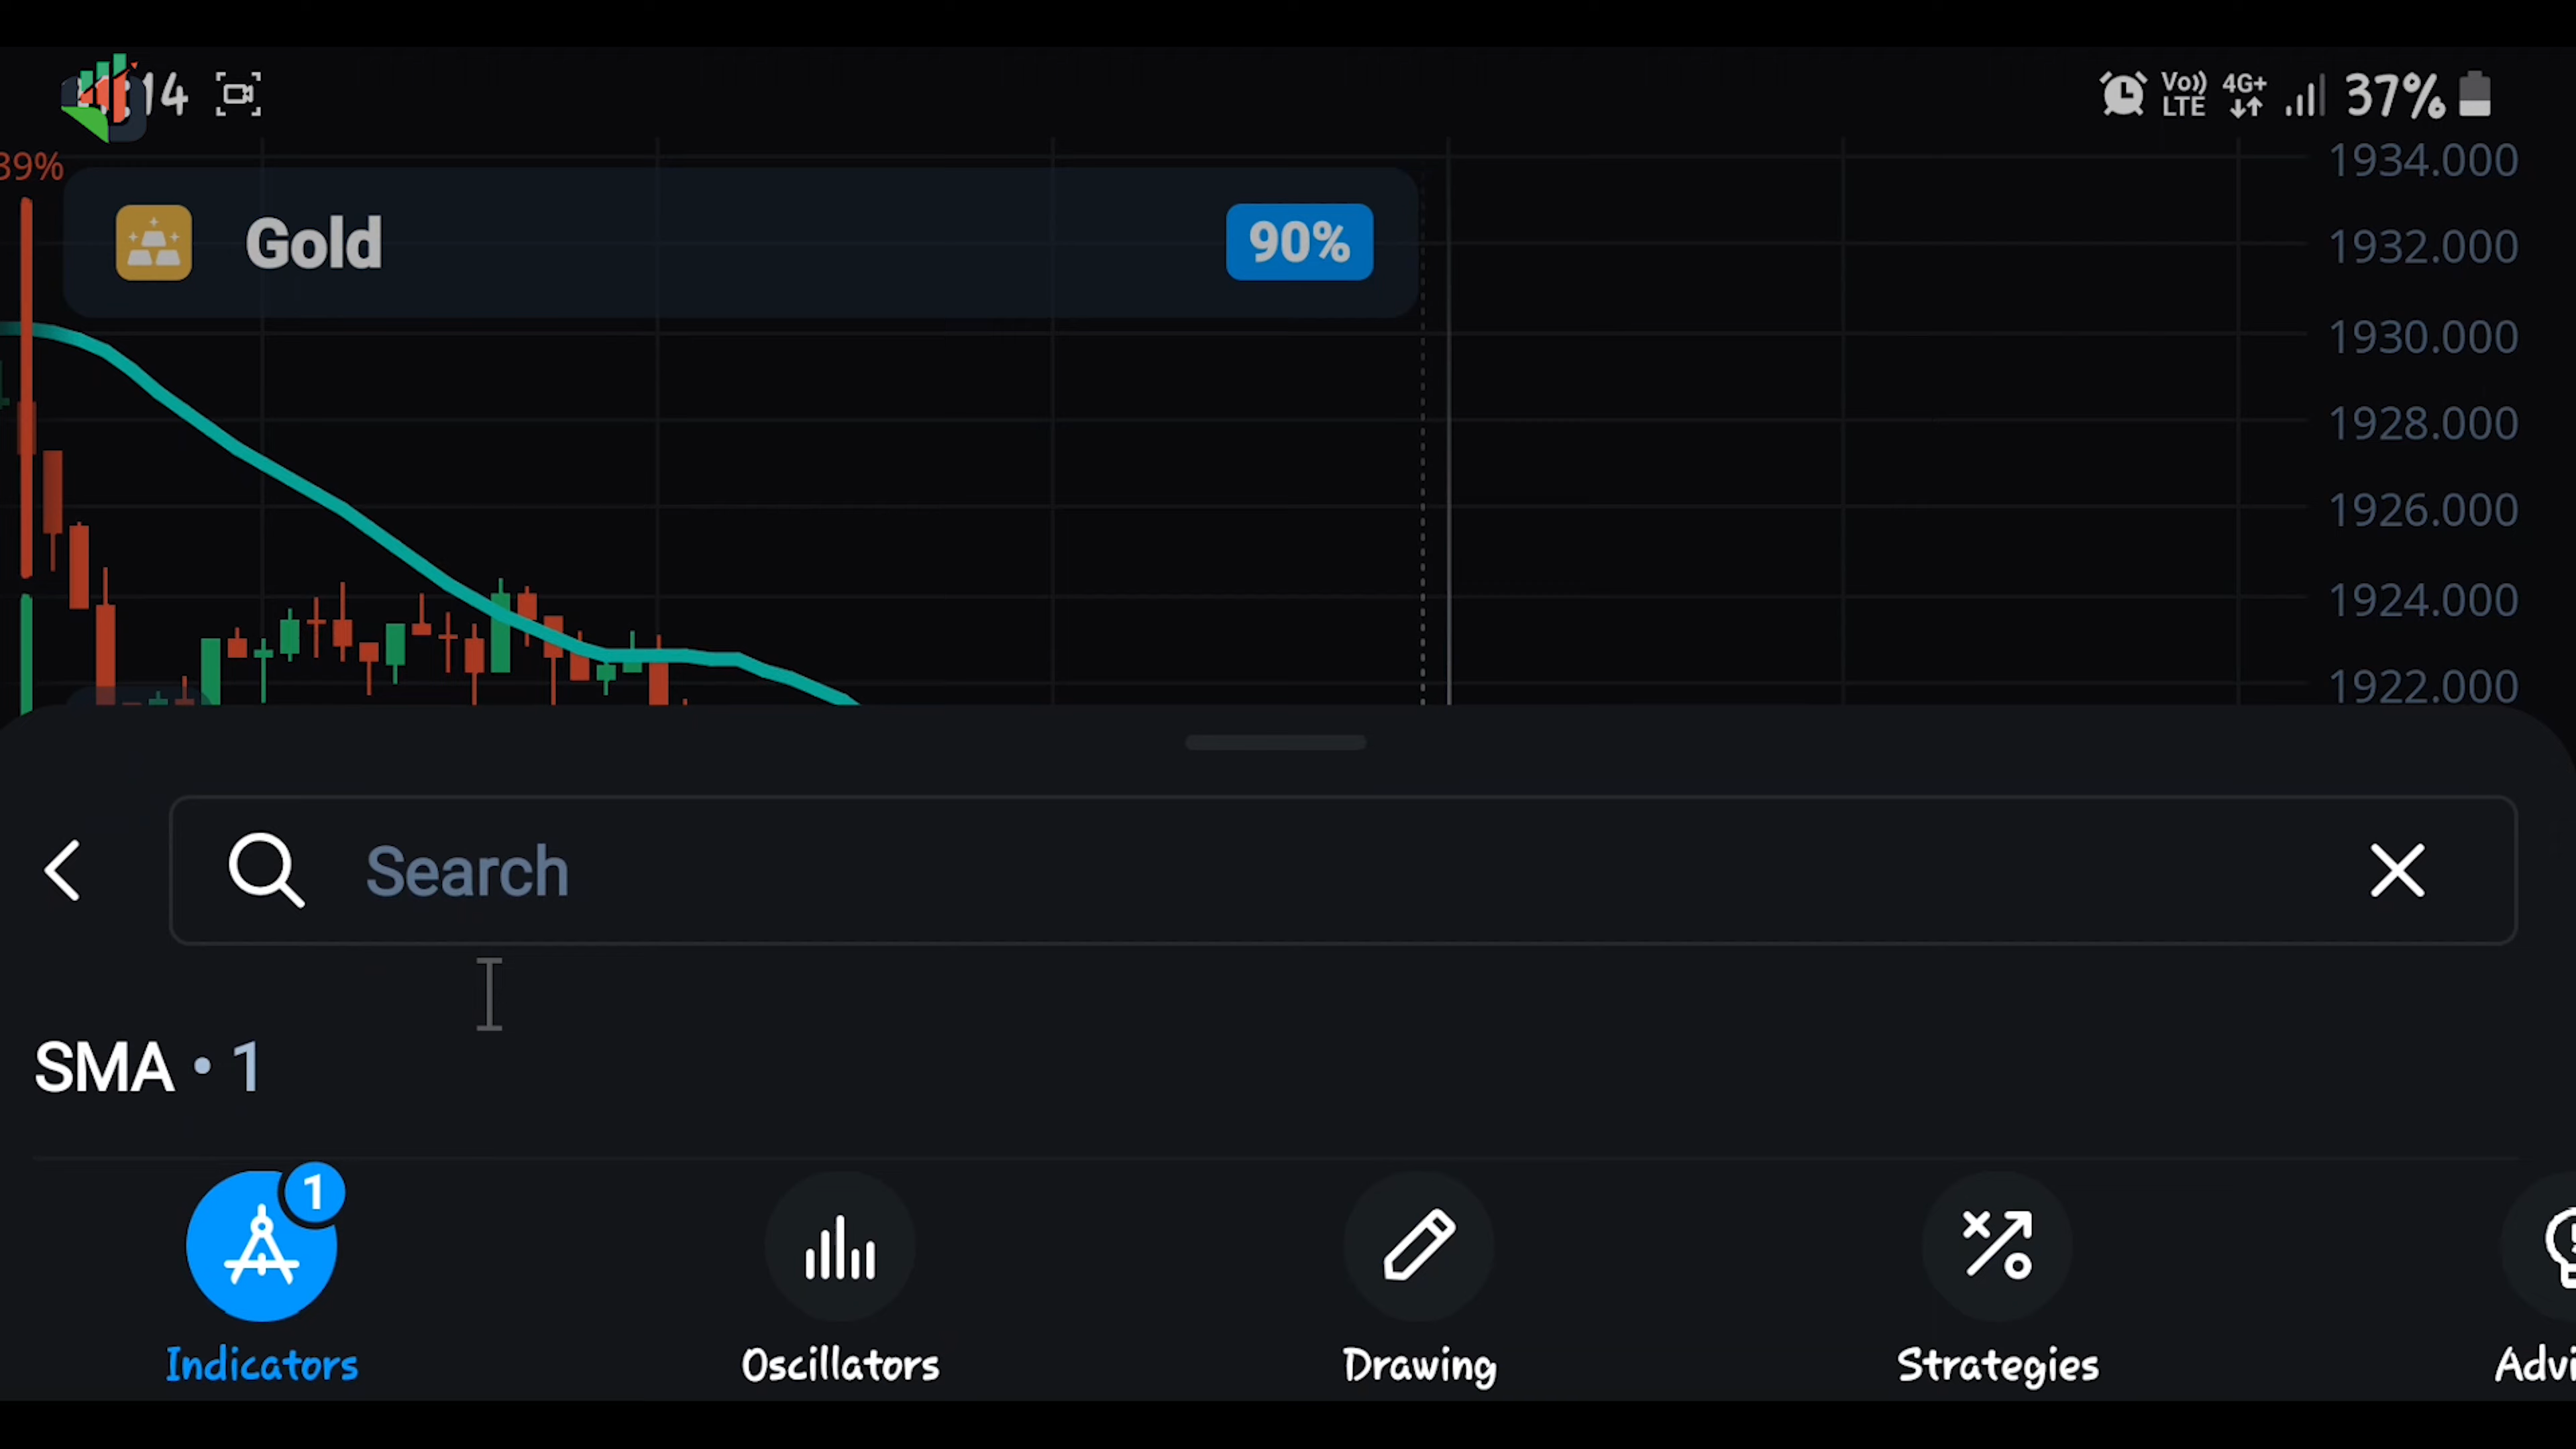 14
Vo)) LTE 4G+ 37%
39%
Gold 90%
1934.000
1932.000
1930.000
1928.000
1926.000
1924.000
1922.000
Search
SMA • 1
1
Indicators
Oscillators
Drawing
Strategies
Advi